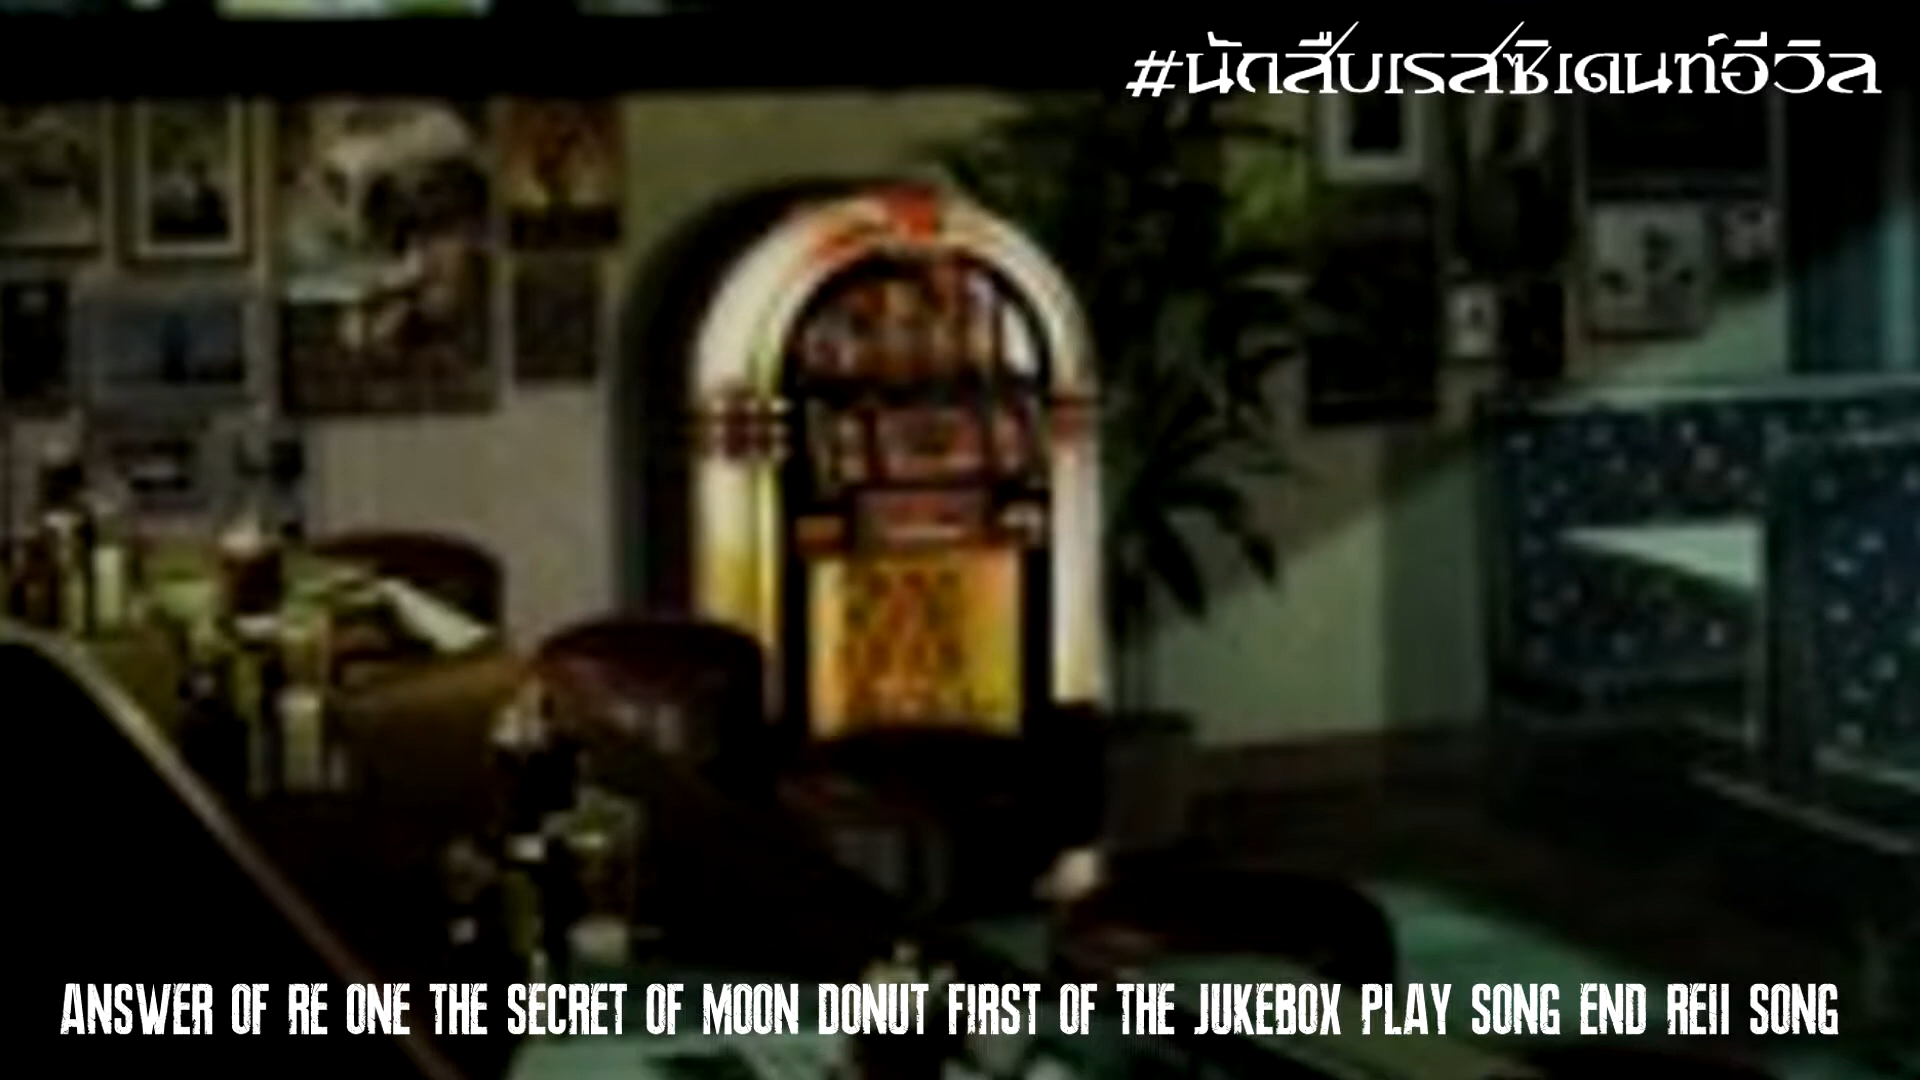 #นัดสืบเรสซิเดนท์อีวิล
ANSWER OF RE ONE THE SECRET OF MOON DONUT FIRST OF THE JUKEBOX PLAY SONG END REII SONG